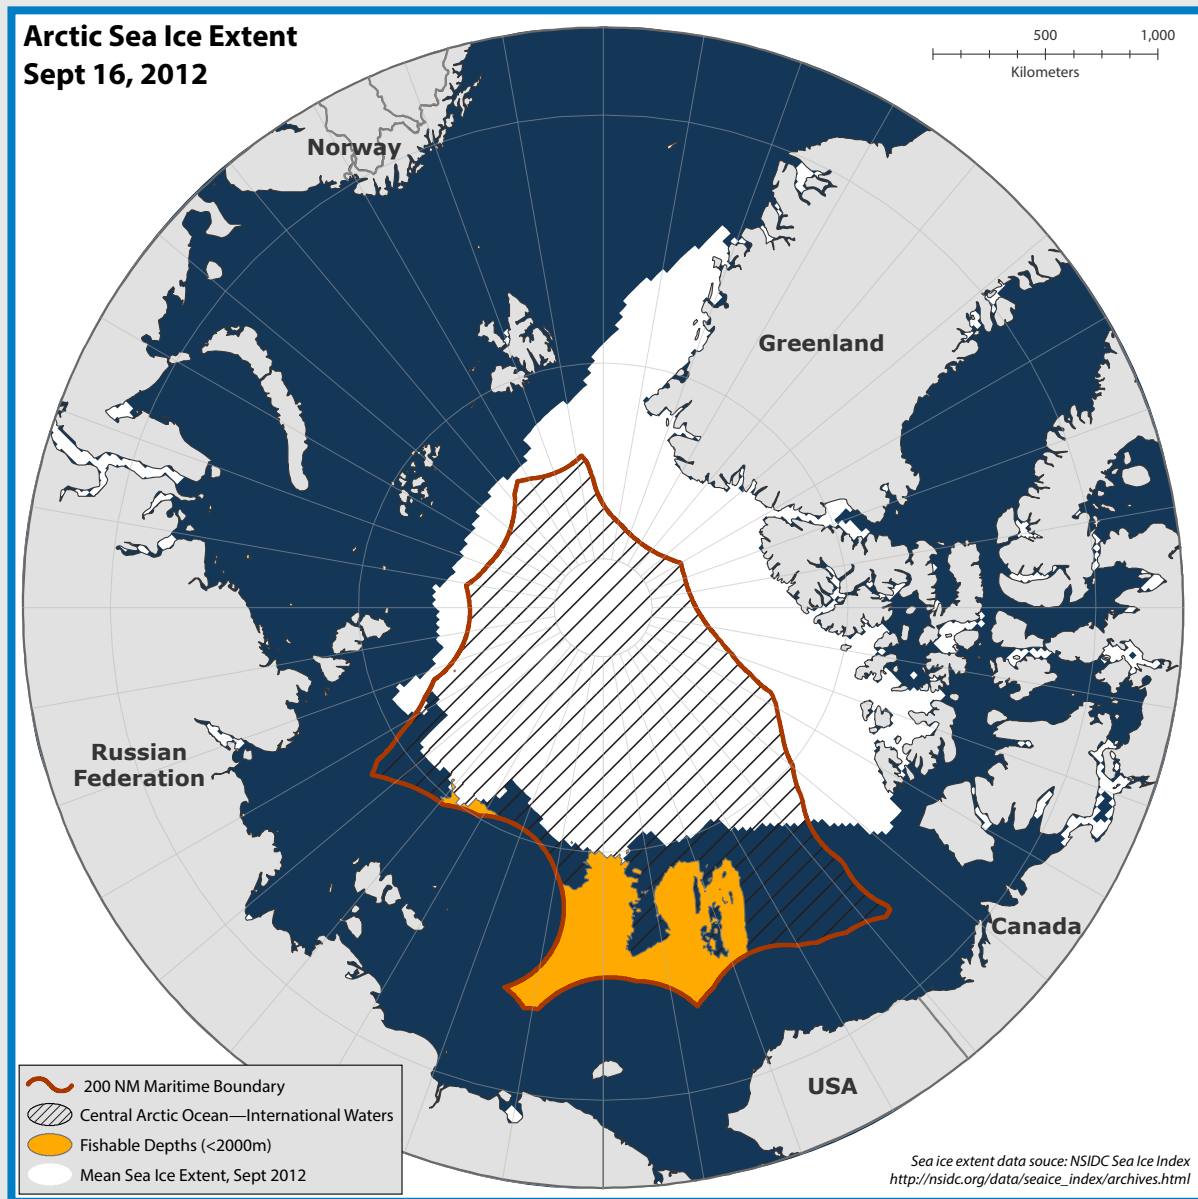 Arctic Sea Ice Extent
Sept 16, 2012
500 1,000
Kilometers
Norway
Greenland
Russian
Federation
Canada
USA
200 NM Maritime Boundary
Central Arctic Ocean—International Waters
Fishable Depths (<2000m)
Mean Sea Ice Extent, Sept 2012
Sea ice extent data souce: NSIDC Sea Ice Index
http://nsidc.org/data/seaice_index/archives.html